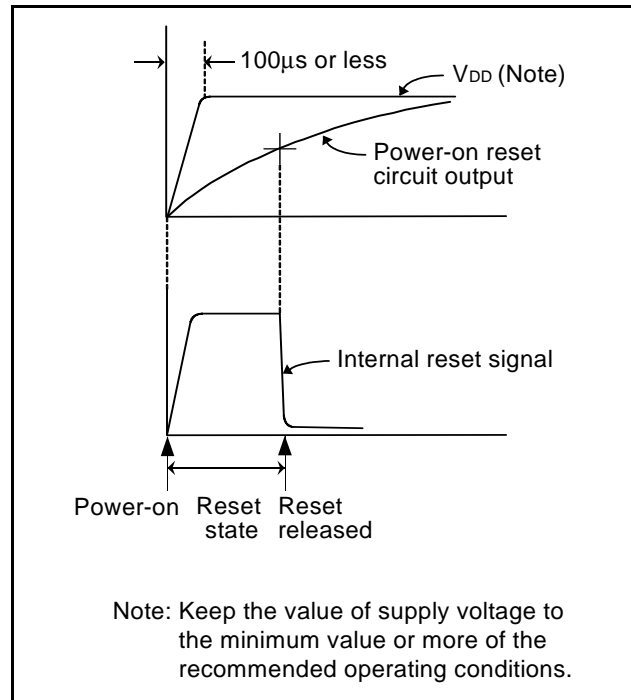 100μs or less
VDD (Note)
Power-on reset
circuit output
Internal reset signal
Power-on
Reset
state
Reset
released
Note: Keep the value of supply voltage to
the minimum value or more of the
recommended operating conditions.